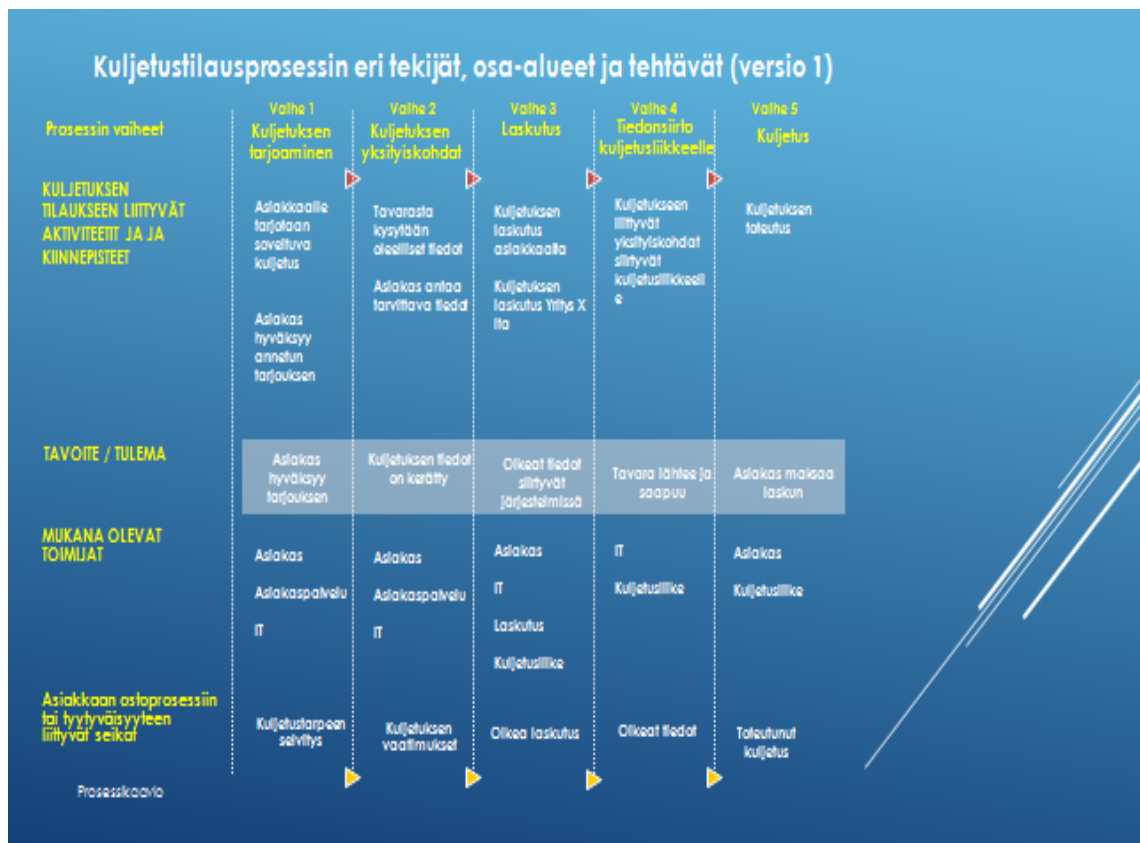 Kuljetustilausprosessin eri tekijät, osa-alueet ja tehtävät (versio 1)
Prosessin vaiheet
Vaihe 1
Kuljetuksen
tarjoaminen
Vaihe 2
Kuljetuksen
yksityiskohdat
Vaihe 3
Laskutus
Vaihe 4
Tiedonsiirto
kuljetusliikkeelle
Vaihe 5
Kuljetus
KULJETUKSEN
TILAUKSEEN LIITTYVÄT
AKTIVITEETIT JA JA
KIINNEPISTEET
Asiakkaalle
tarjotaan
soveltuva
kuljetus
Asiakas
hyväksyy
annetun
tarjouksen
Tavarasta
kysytään
oleelliset tiedot
Asiakas antaa
tarvittava tiedot
Kuljetuksen
laskutus
asiakkaalta
Kuljetuksen
laskutus Yritys X
lta
Kuljetukseen
liittyvät
yksityiskohdat
siirtyvät
kuljetusliikkeell
e
Kuljetuksen
toteutus
TAVOITE / TULEMA
Asiakas
hyväksyy
tarjouksen
Kuljetuksen tiedot
on kerätty
Oikeat tiedot
siirtyvät
järjestelmissä
Tavara lähtee ja
saapuu
Asiakas maksaa
laskun
MUKANA OLEVAT
TOIMIJAT
Asiakas
Asiakaspalvelu
IT
Asiakas
Asiakaspalvelu
IT
Asiakas
IT
Laskutus
Kuljetusliike
IT
Kuljetusliike
Asiakas
Kuljetusliike
Asiakkaan ostoprosessiin
tai tyytyväisyyteen
liittyvät seikat
Kuljetustarpeen
selvitys
Kuljetuksen
vaatimukset
Oikea laskutus
Oikeat tiedot
Toteutunut
kuljetus
Prosessikaavio